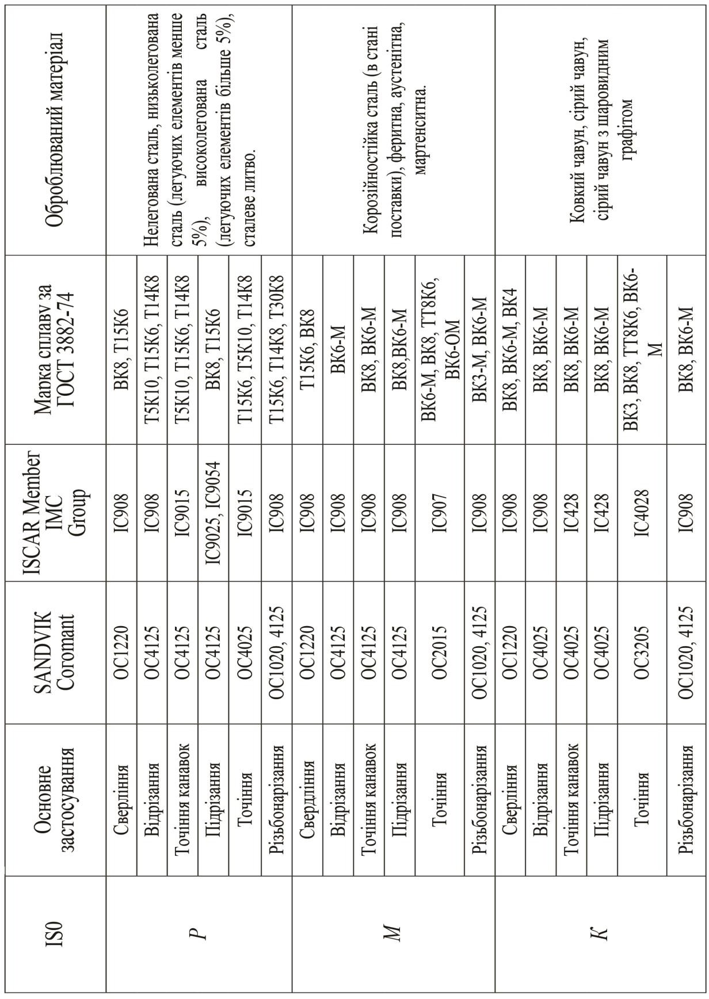 ISO
Основне
застосування
SANDVIK
Coromant
ISCAR Member
IMC
Group
Марка сплаву за
ГОСТ 3882-74
Оброблюваний матеріал
P
Сверління
OC1220
IC908
ВК8, Т15К6
Нелегована сталь, низьколегована
сталь (легуючих елементів менше
5%), високолегована сталь
(легуючих елементів більше 5%),
сталеве литво.
Відрізання
OC4125
IC908
Т5К10, Т15К6, Т14К8
Точіння канавок
OC4125
IC9015
Т5К10, Т15К6, Т14К8
Підрізання
OC4125
IC9025, IC9054
ВК8, Т15К6
Точіння
OC4025
IC9015
Т15К6, Т5К10, Т14К8
Різьбонарізання
OC1020, 4125
IC908
Т15К6, Т14К8, Т30К8
M
Свердління
OC1220
IC908
Т15К6, ВК8
Корозійностійка сталь (в стані
поставки), феритна, аустенітна,
мартенситна.
Відрізання
OC4125
IC908
ВК6-М
Точіння канавок
OC4125
IC908
ВК8, ВК6-М
Підрізання
OC4125
IC908
ВК8,ВК6-М
Точіння
OC2015
IC907
ВК6-М, ВК8, ТТ8К6,
ВК6-ОМ
Різьбонарізання
OC1020, 4125
IC908
ВК3-М, ВК6-М
K
Сверління
OC1220
IC908
ВК8, ВК6-М, ВК4
Ковкий чавун, сірий чавун,
сірий чавун з шаровидним
графітом
Відрізання
OC4025
IC908
ВК8, ВК6-М
Точіння канавок
OC4025
IC428
ВК8, ВК6-М
Підрізання
OC4025
IC428
ВК8, ВК6-М
Точіння
OC3205
IC4028
ВК3, ВК8, ТТ8К6, ВК6-
М
Різьбонарізання
OC1020, 4125
IC908
ВК8, ВК6-М